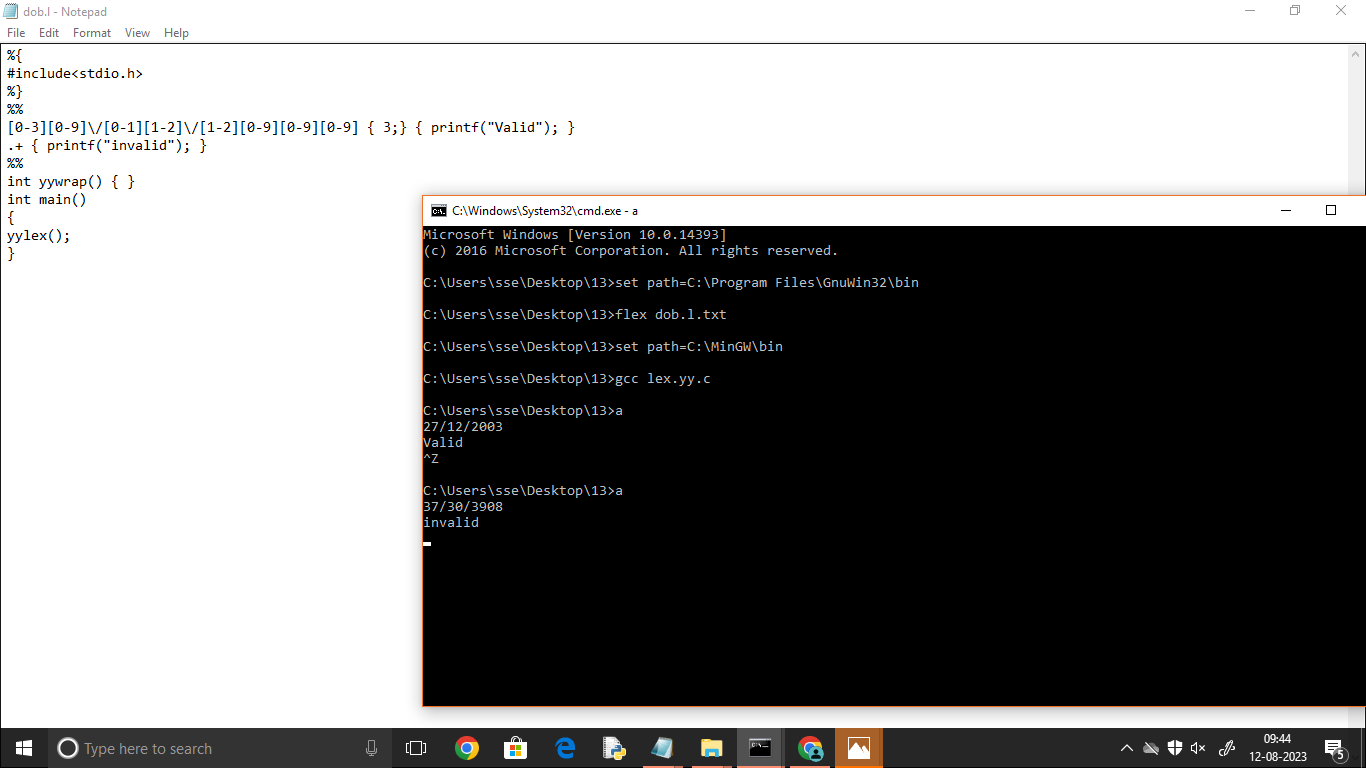 dob.l - Notepad
File Edit Format View Help
%{
#include<stdio.h>
%}
%%
[0-3][0-9]\/[0-1][1-2]\/[1-2][0-9][0-9][0-9] { 3;} { printf("Valid"); }
.+ { printf("invalid"); }
%%
int yywrap() { }
int main()
{
yylex();
}
C:\Windows\System32\cmd.exe - a
Microsoft Windows [Version 10.0.14393]
(c) 2016 Microsoft Corporation. All rights reserved.
C:\Users\sse\Desktop\13>set path=C:\Program Files\GnuWin32\bin
C:\Users\sse\Desktop\13>flex dob.l.txt
C:\Users\sse\Desktop\13>set path=C:\MinGW\bin
C:\Users\sse\Desktop\13>gcc lex.yy.c
C:\Users\sse\Desktop\13>a
27/12/2003
Valid
^Z
C:\Users\sse\Desktop\13>a
37/30/3908
invalid
Type here to search
09:44
12-08-2023
5